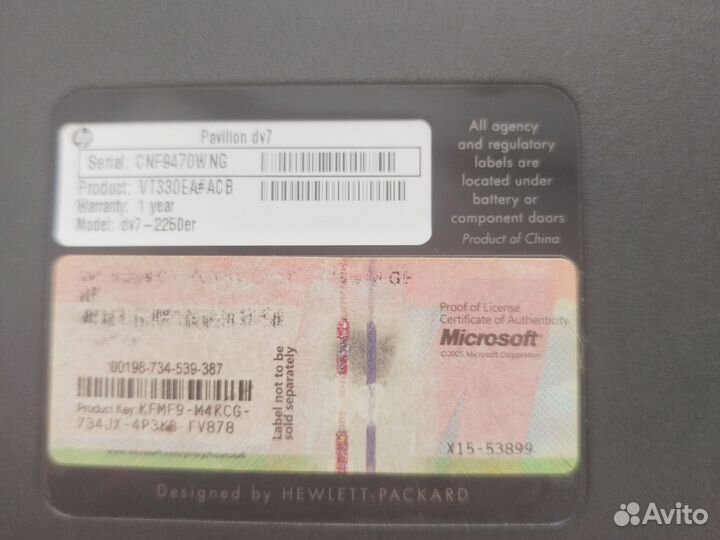 hp
Pavilion dv7
Serial: CNF9470WNG
Product: VT330EA#ACB
Warranty: 1 year
Model: dv7-2250er
All agency
and regulatory
labels are
located under
battery or
component doors
Product of China
Proof of License
Certificate of Authenticity
Microsoft®
©2005 Microsoft Corporation
00198-734-539-387
Product Key: KFMF9-M4KCG-
734JX-4P3KB-FV878
Label not to be
sold separately
X15-53899
Designed by HEWLETT-PACKARD
Avito